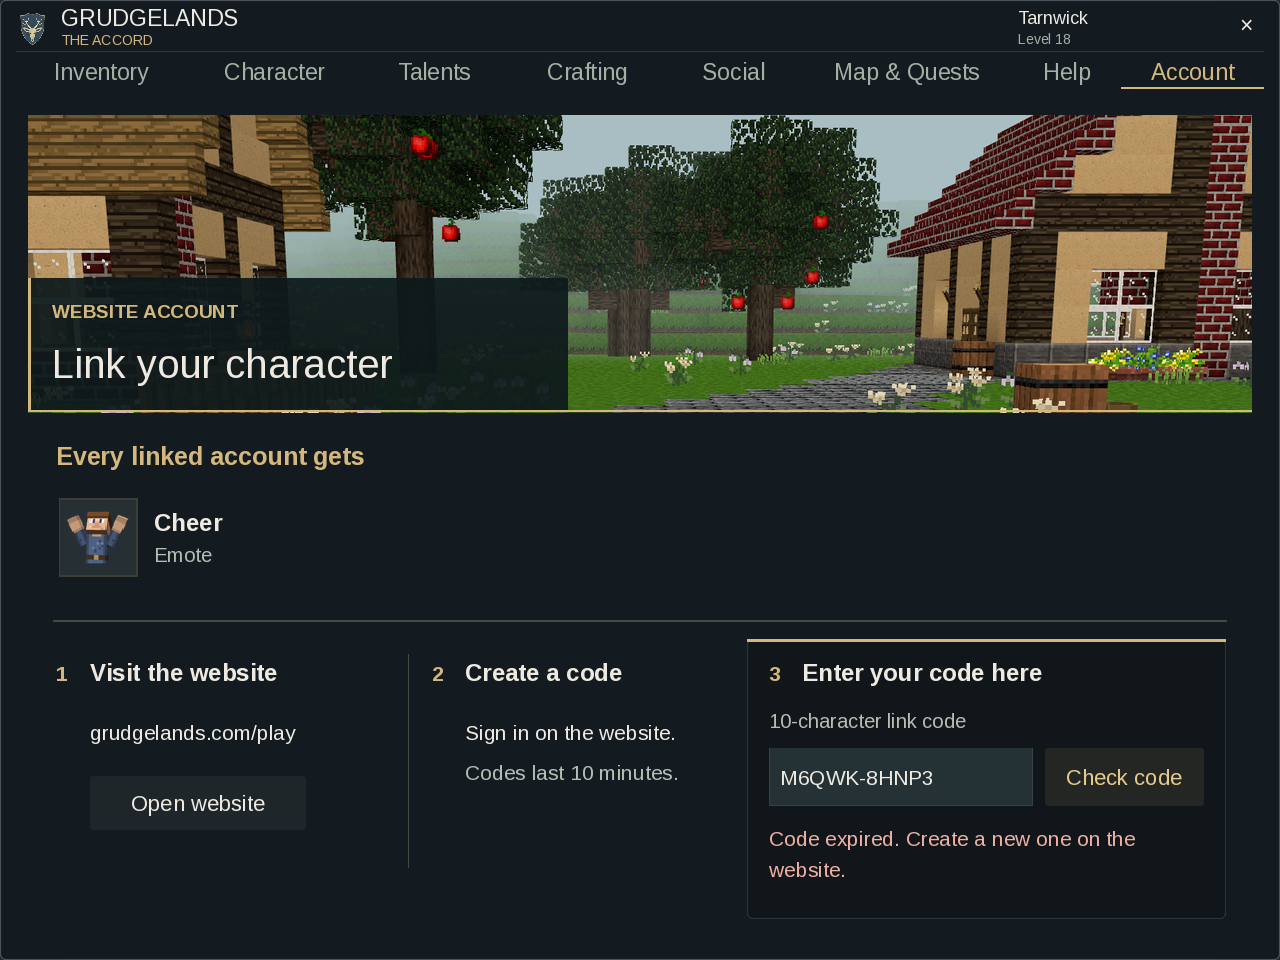 GRUDGELANDS
THE ACCORD
Tarnwick
Level 18
×
Inventory
Character
Talents
Crafting
Social
Map & Quests
Help
Account
WEBSITE ACCOUNT
Link your character
Every linked account gets
Cheer
Emote
1 Visit the website
grudgelands.com/play
Open website
2 Create a code
Sign in on the website.
Codes last 10 minutes.
3 Enter your code here
10-character link code
M6QWK-8HNP3
Check code
Code expired. Create a new one on the
website.